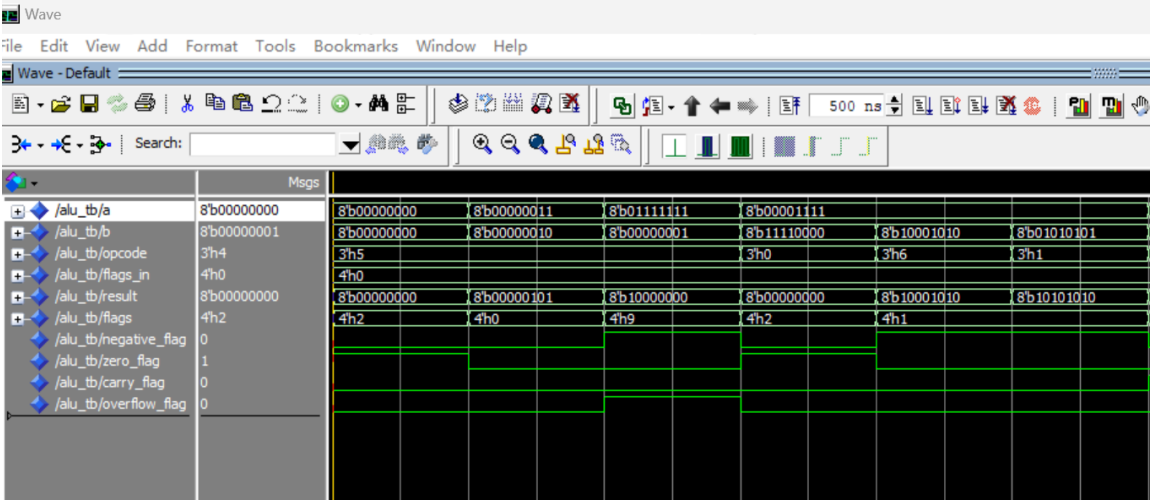 Wave
File Edit View Add Format Tools Bookmarks Window Help
Wave - Default
500 ns
Search:
Msgs
/alu_tb/a 8'b00000000 8'b00000000 8'b00000011 8'b01111111 8'b00001111
/alu_tb/b 8'b00000001 8'b00000000 8'b00000010 8'b00000001 8'b11110000 8'b10001010 8'b01010101
/alu_tb/opcode 3'h4 3'h5 3'h0 3'h6 3'h1
/alu_tb/flags_in 4'h0 4'h0
/alu_tb/result 8'b00000000 8'b00000000 8'b00000101 8'b10000000 8'b00000000 8'b10001010 8'b10101010
/alu_tb/flags 4'h2 4'h2 4'h0 4'h9 4'h2 4'h1
/alu_tb/negative_flag 0
/alu_tb/zero_flag 1
/alu_tb/carry_flag 0
/alu_tb/overflow_flag 0